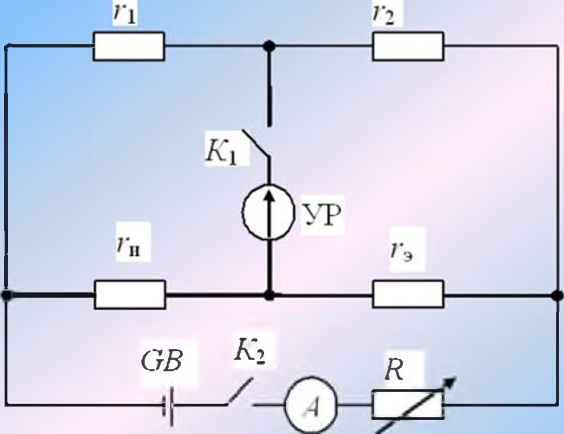 r₁ r₂
K₁
УР
rн rэ
GB K₂ R
A